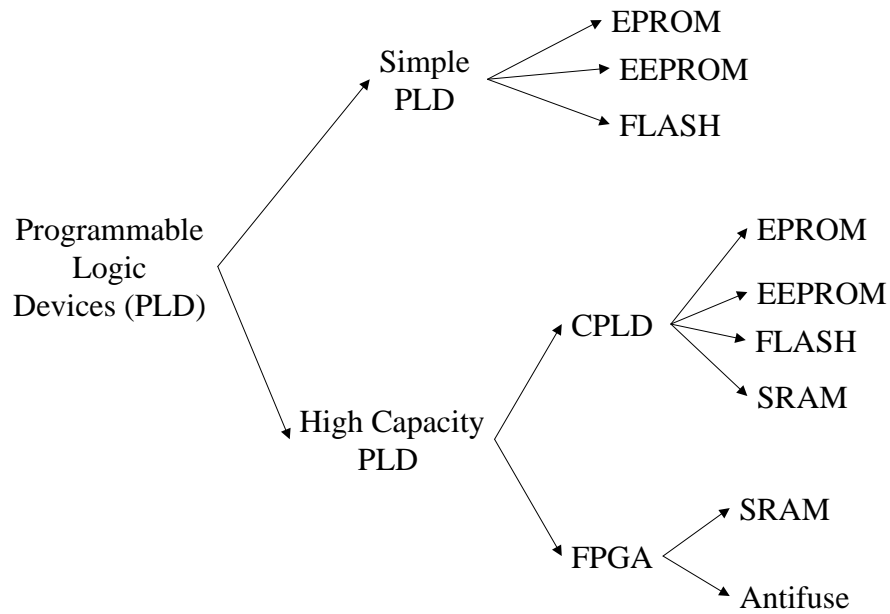 Programmable
Logic
Devices (PLD)
Simple
PLD
EPROM
EEPROM
FLASH
High Capacity
PLD
CPLD
EPROM
EEPROM
FLASH
SRAM
FPGA
SRAM
Antifuse